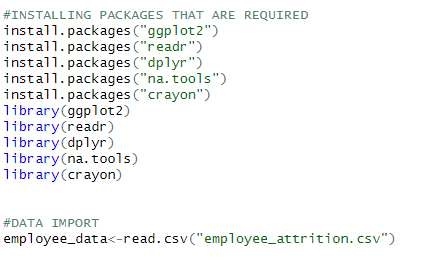 #INSTALLING PACKAGES THAT ARE REQUIRED
install.packages("ggplot2")
install.packages("readr")
install.packages("dplyr")
install.packages("na.tools")
install.packages("crayon")
library(ggplot2)
library(readr)
library(dplyr)
library(na.tools)
library(crayon)
#DATA IMPORT
employee_data<-read.csv("employee_attrition.csv")